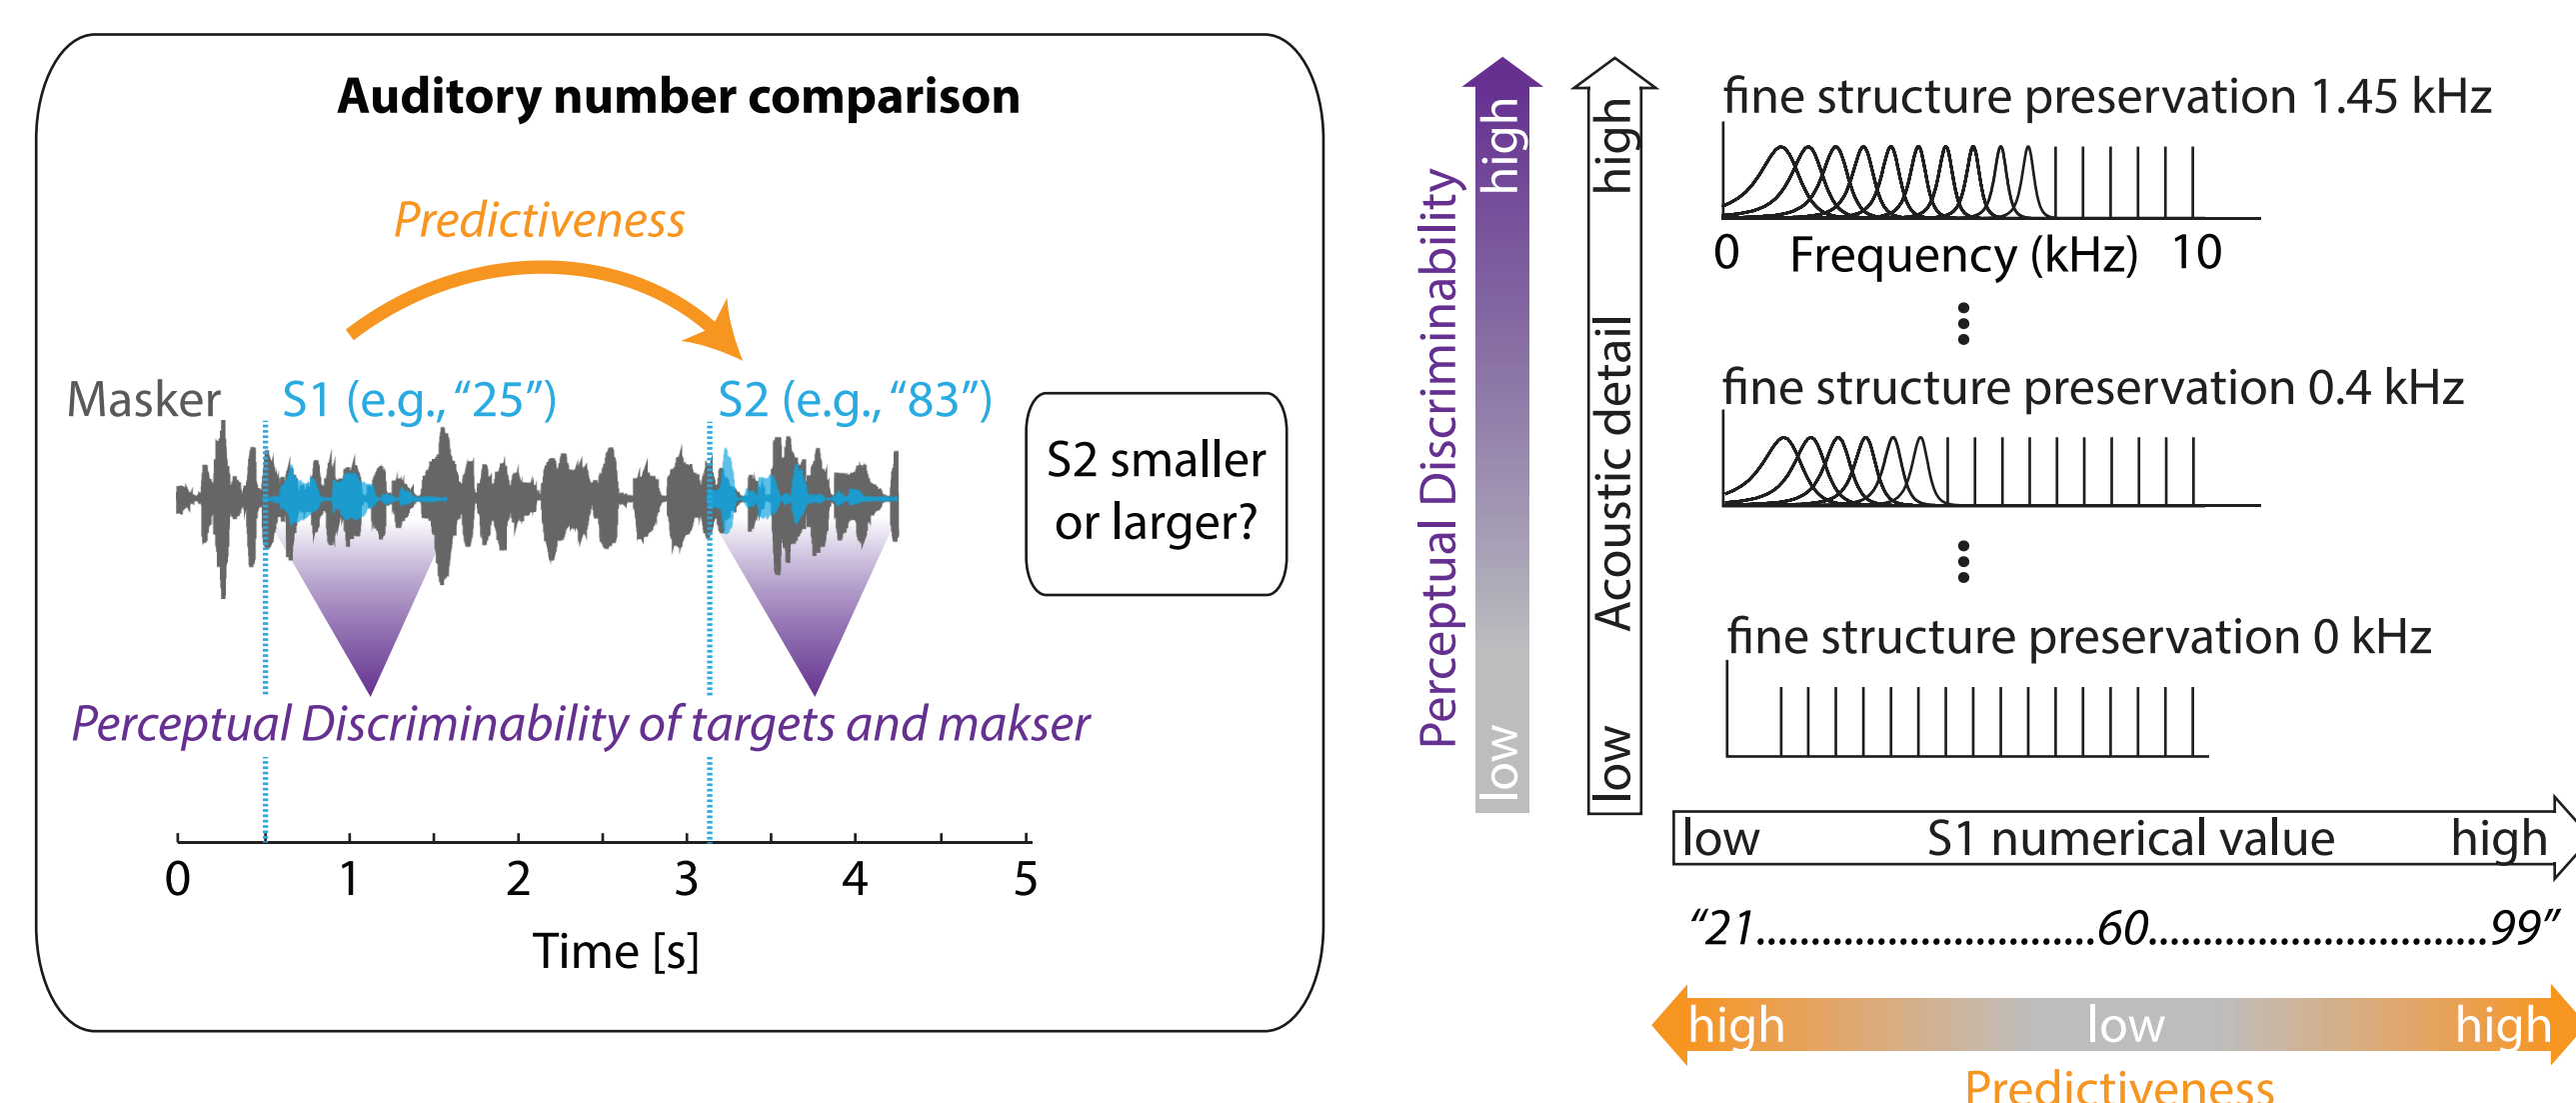 Auditory number comparison
Predictiveness
Masker
S1 (e.g., “25”)
S2 (e.g., “83”)
S2 smaller
or larger?
Perceptual Discriminability of targets and makser
0 1 2 3 4 5
Time [s]
Perceptual Discriminability
high
low
high
Acoustic detail
low
fine structure preservation 1.45 kHz
0 Frequency (kHz) 10
fine structure preservation 0.4 kHz
fine structure preservation 0 kHz
low S1 numerical value high
“21...............................60...............................99”
high low high
Predictiveness